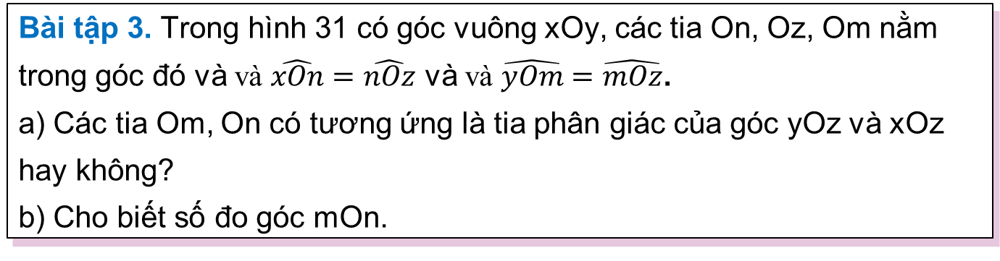 Bài tập 3. Trong hình 31 có góc vuông xOy, các tia On, Oz, Om nằm
trong góc đó và và $\widehat{xOn} = \widehat{nOz}$ và và $\widehat{yOm} = \widehat{mOz}$.
a) Các tia Om, On có tương ứng là tia phân giác của góc yOz và xOz
hay không?
b) Cho biết số đo góc mOn.